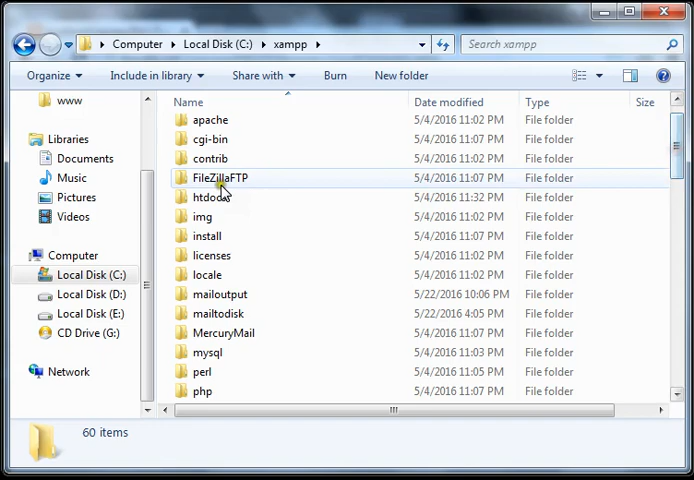 Computer ▸ Local Disk (C:) ▸ xampp ▸ Search xampp
Organize Include in library Share with Burn New folder
www
Libraries
Documents
Music
Pictures
Videos
Computer
Local Disk (C:)
Local Disk (D:)
Local Disk (E:)
CD Drive (G:)
Network
Name Date modified Type Size
apache 5/4/2016 11:02 PM File folder
cgi-bin 5/4/2016 11:07 PM File folder
contrib 5/4/2016 11:02 PM File folder
FileZillaFTP 5/4/2016 11:07 PM File folder
htdocs 5/4/2016 11:32 PM File folder
img 5/4/2016 11:02 PM File folder
install 5/4/2016 11:07 PM File folder
licenses 5/4/2016 11:02 PM File folder
locale 5/4/2016 11:02 PM File folder
mailoutput 5/22/2016 10:06 PM File folder
mailtodisk 5/22/2016 4:05 PM File folder
MercuryMail 5/4/2016 11:07 PM File folder
mysql 5/4/2016 11:03 PM File folder
perl 5/4/2016 11:05 PM File folder
php 5/4/2016 11:07 PM File folder
60 items